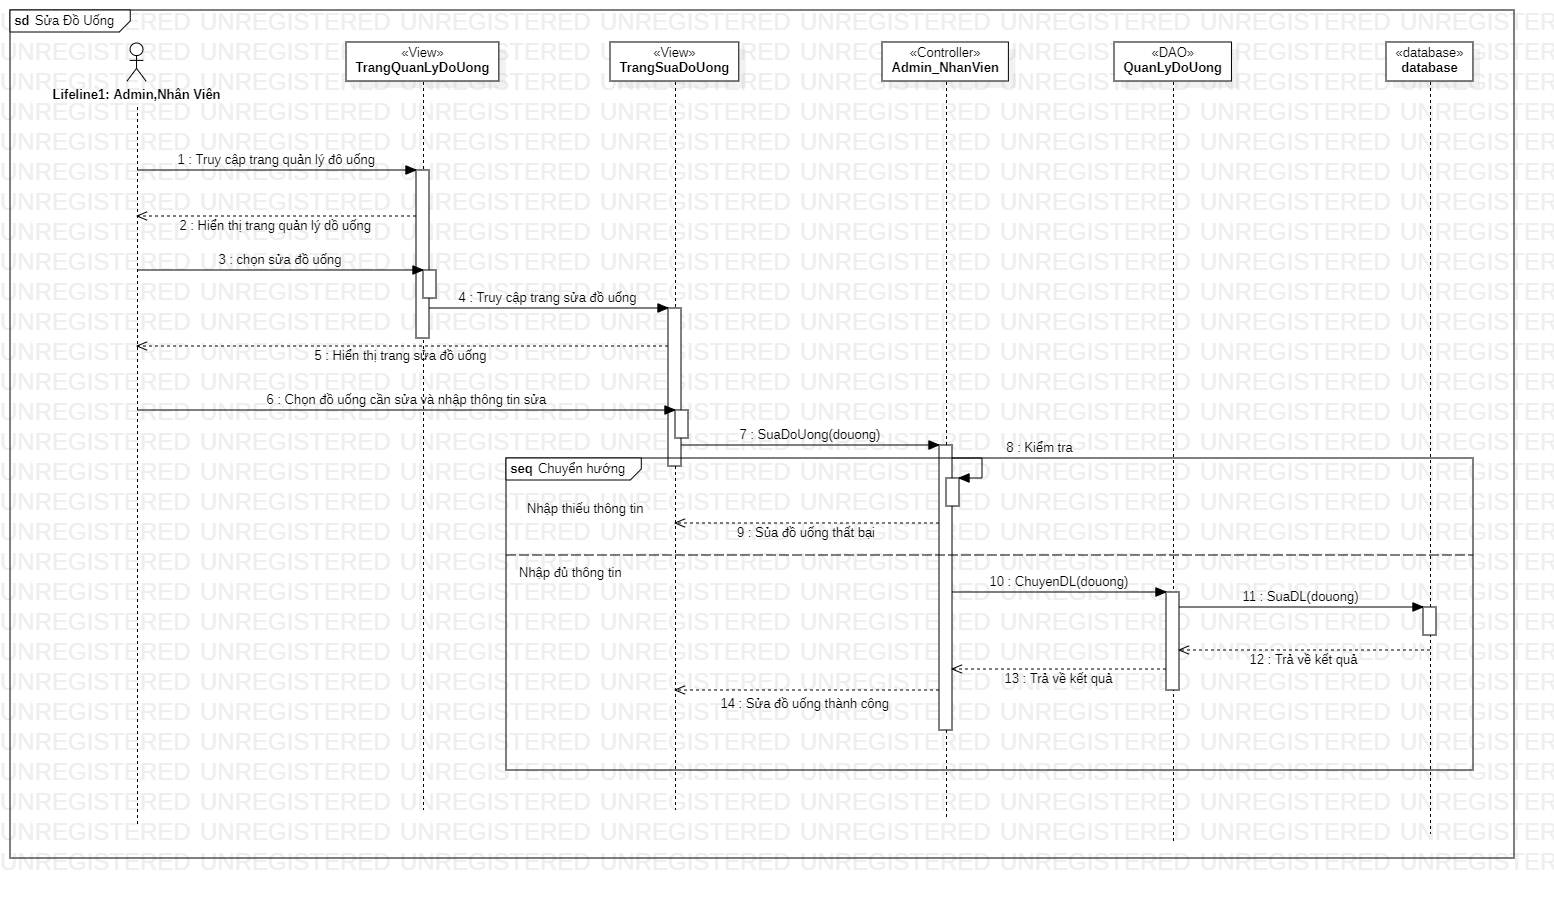 sd Sửa Đồ Uống
«View»
TrangQuanLyDoUong
«View»
TrangSuaDoUong
«Controller»
Admin_NhanVien
«DAO»
QuanLyDoUong
«database»
database
Lifeline1: Admin,Nhân Viên
1 : Truy cập trang quản lý đô uống
2 : Hiển thị trang quản lý dồ uống
3 : chọn sửa đồ uống
4 : Truy cập trang sửa đồ uống
5 : Hiển thị trang sửa đồ uống
6 : Chọn đồ uống cần sửa và nhập thông tin sửa
7 : SuaDoUong(douong)
8 : Kiểm tra
seq Chuyển hướng
Nhập thiếu thông tin
9 : Sủa đồ uống thất bại
Nhập đủ thông tin
10 : ChuyenDL(douong)
11 : SuaDL(douong)
12 : Trả về kết quả
13 : Trả về kết quả
14 : Sửa đồ uống thành công
UNREGISTERED